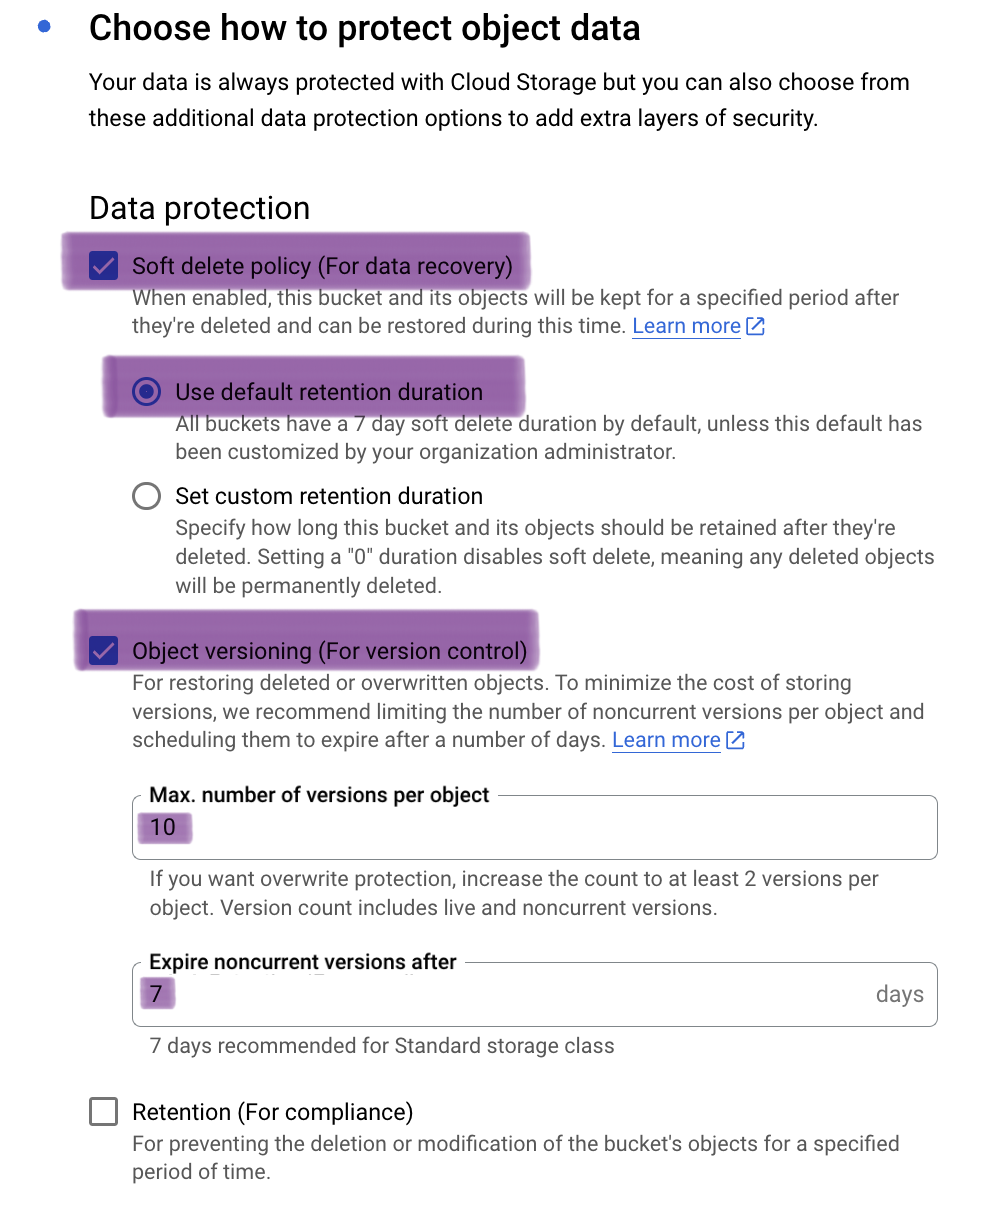 Choose how to protect object data
Your data is always protected with Cloud Storage but you can also choose from
these additional data protection options to add extra layers of security.
Data protection
Soft delete policy (For data recovery)
When enabled, this bucket and its objects will be kept for a specified period after
they're deleted and can be restored during this time. Learn more
Use default retention duration
All buckets have a 7 day soft delete duration by default, unless this default has
been customized by your organization administrator.
Set custom retention duration
Specify how long this bucket and its objects should be retained after they're
deleted. Setting a "0" duration disables soft delete, meaning any deleted objects
will be permanently deleted.
Object versioning (For version control)
For restoring deleted or overwritten objects. To minimize the cost of storing
versions, we recommend limiting the number of noncurrent versions per object and
scheduling them to expire after a number of days. Learn more
Max. number of versions per object
10
If you want overwrite protection, increase the count to at least 2 versions per
object. Version count includes live and noncurrent versions.
Expire noncurrent versions after
7 days
7 days recommended for Standard storage class
Retention (For compliance)
For preventing the deletion or modification of the bucket's objects for a specified
period of time.